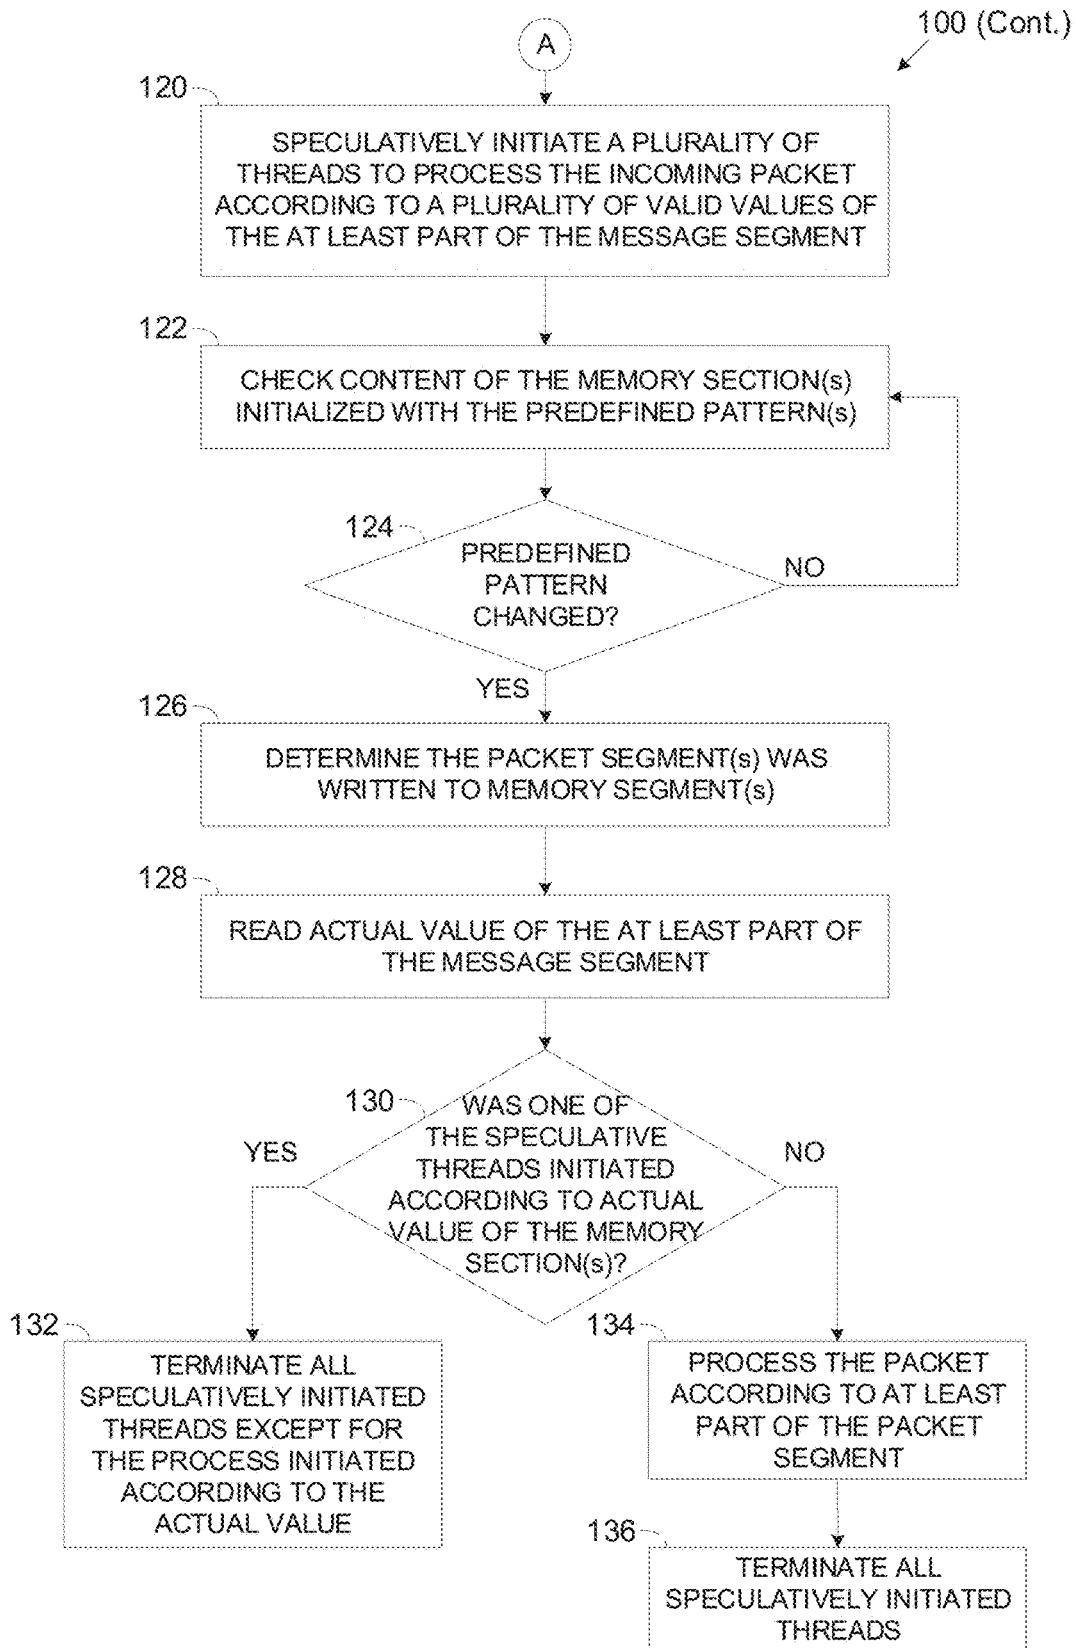 100 (Cont.)
A
120
SPECULATIVELY INITIATE A PLURALITY OF
THREADS TO PROCESS THE INCOMING PACKET
ACCORDING TO A PLURALITY OF VALID VALUES OF
THE AT LEAST PART OF THE MESSAGE SEGMENT
122
CHECK CONTENT OF THE MEMORY SECTION(s)
INITIALIZED WITH THE PREDEFINED PATTERN(s)
124
PREDEFINED
PATTERN
CHANGED?
NO
YES
126
DETERMINE THE PACKET SEGMENT(s) WAS
WRITTEN TO MEMORY SEGMENT(s)
128
READ ACTUAL VALUE OF THE AT LEAST PART OF
THE MESSAGE SEGMENT
130
WAS ONE OF
THE SPECULATIVE
THREADS INITIATED
ACCORDING TO ACTUAL
VALUE OF THE MEMORY
SECTION(s)?
YES
NO
132
TERMINATE ALL
SPECULATIVELY INITIATED
THREADS EXCEPT FOR
THE PROCESS INITIATED
ACCORDING TO THE
ACTUAL VALUE
134
PROCESS THE PACKET
ACCORDING TO AT LEAST
PART OF THE PACKET
SEGMENT
136
TERMINATE ALL
SPECULATIVELY INITIATED
THREADS